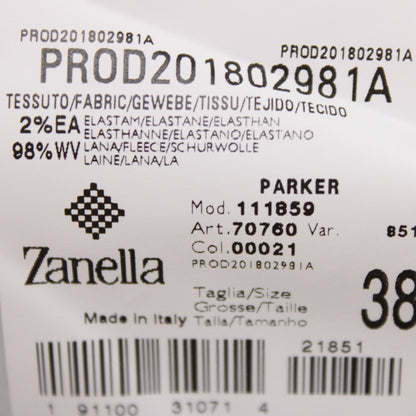 PROD201802981A
PROD201802981A
PROD201802981A
TESSUTO/FABRIC/GEWEBE/TISSU/TEJIDO/TECIDO
2%EA ELASTAM/ELASTANE/ELASTHAN
ELASTHANNE/ELASTANO/ELASTANO
98%WV LANA/FLEECE/SCHURWOLLE
LAINE/LANA/LA
PARKER
Mod. 111859
Art. 70760 Var. 851
Col. 00021
PROD201802981A
Zanella
Taglia/Size
Grosse/Taille
Talla/Tamanho
38
Made in Italy
21851
1 91100 31071 4